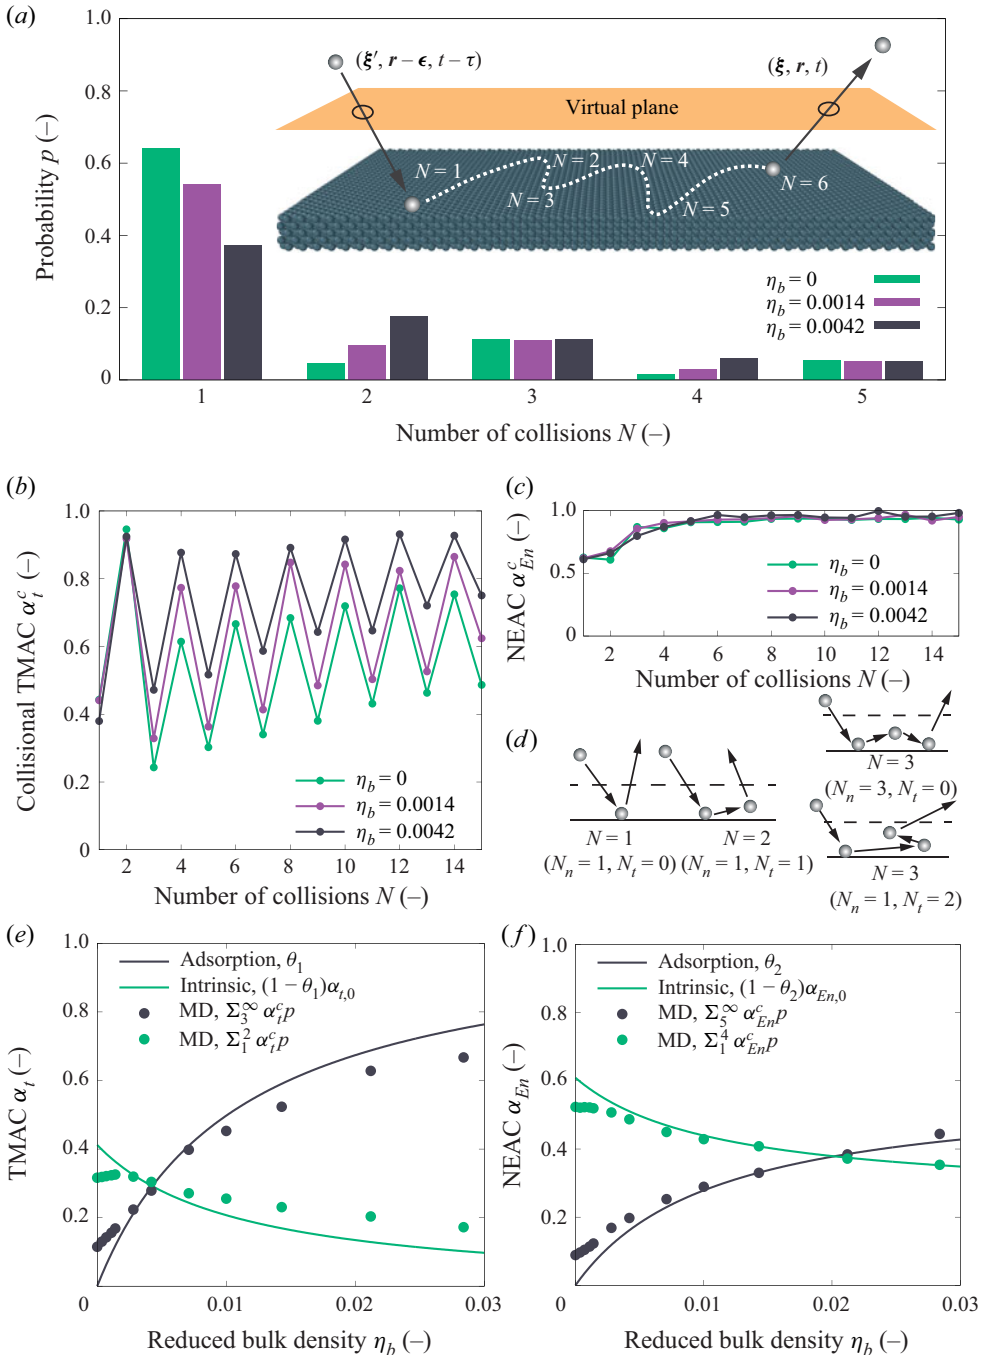 (a)
1.0
0.8
0.6
0.4
0.2
0
Probability p (–)
(ξ′, r – ϵ, t – τ)
(ξ, r, t)
Virtual plane
N = 1
N = 2
N = 3
N = 4
N = 5
N = 6
η_b = 0
η_b = 0.0014
η_b = 0.0042
1 2 3 4 5
Number of collisions N (–)
(b)
1.0
0.8
0.6
0.4
0.2
0
Collisional TMAC α_t^c (–)
η_b = 0
η_b = 0.0014
η_b = 0.0042
2 4 6 8 10 12 14
Number of collisions N (–)
(c)
1.0
0.5
0
NEAC α_En^c (–)
η_b = 0
η_b = 0.0014
η_b = 0.0042
2 4 6 8 10 12 14
Number of collisions N (–)
(d)
N = 1
(N_n = 1, N_t = 0)
N = 2
(N_n = 1, N_t = 1)
N = 3
(N_n = 3, N_t = 0)
N = 3
(N_n = 1, N_t = 2)
(e)
1.0
0.8
0.6
0.4
0.2
TMAC α_t (–)
Adsorption, θ_1
Intrinsic, (1 – θ_1)α_t,0
MD, Σ_3^∞ α_t^c p
MD, Σ_1^2 α_t^c p
0 0.01 0.02 0.03
Reduced bulk density η_b (–)
(f)
1.0
0.8
0.6
0.4
0.2
NEAC α_En (–)
Adsorption, θ_2
Intrinsic, (1 – θ_2)α_En,0
MD, Σ_5^∞ α_En^c p
MD, Σ_1^4 α_En^c p
0 0.01 0.02 0.03
Reduced bulk density η_b (–)